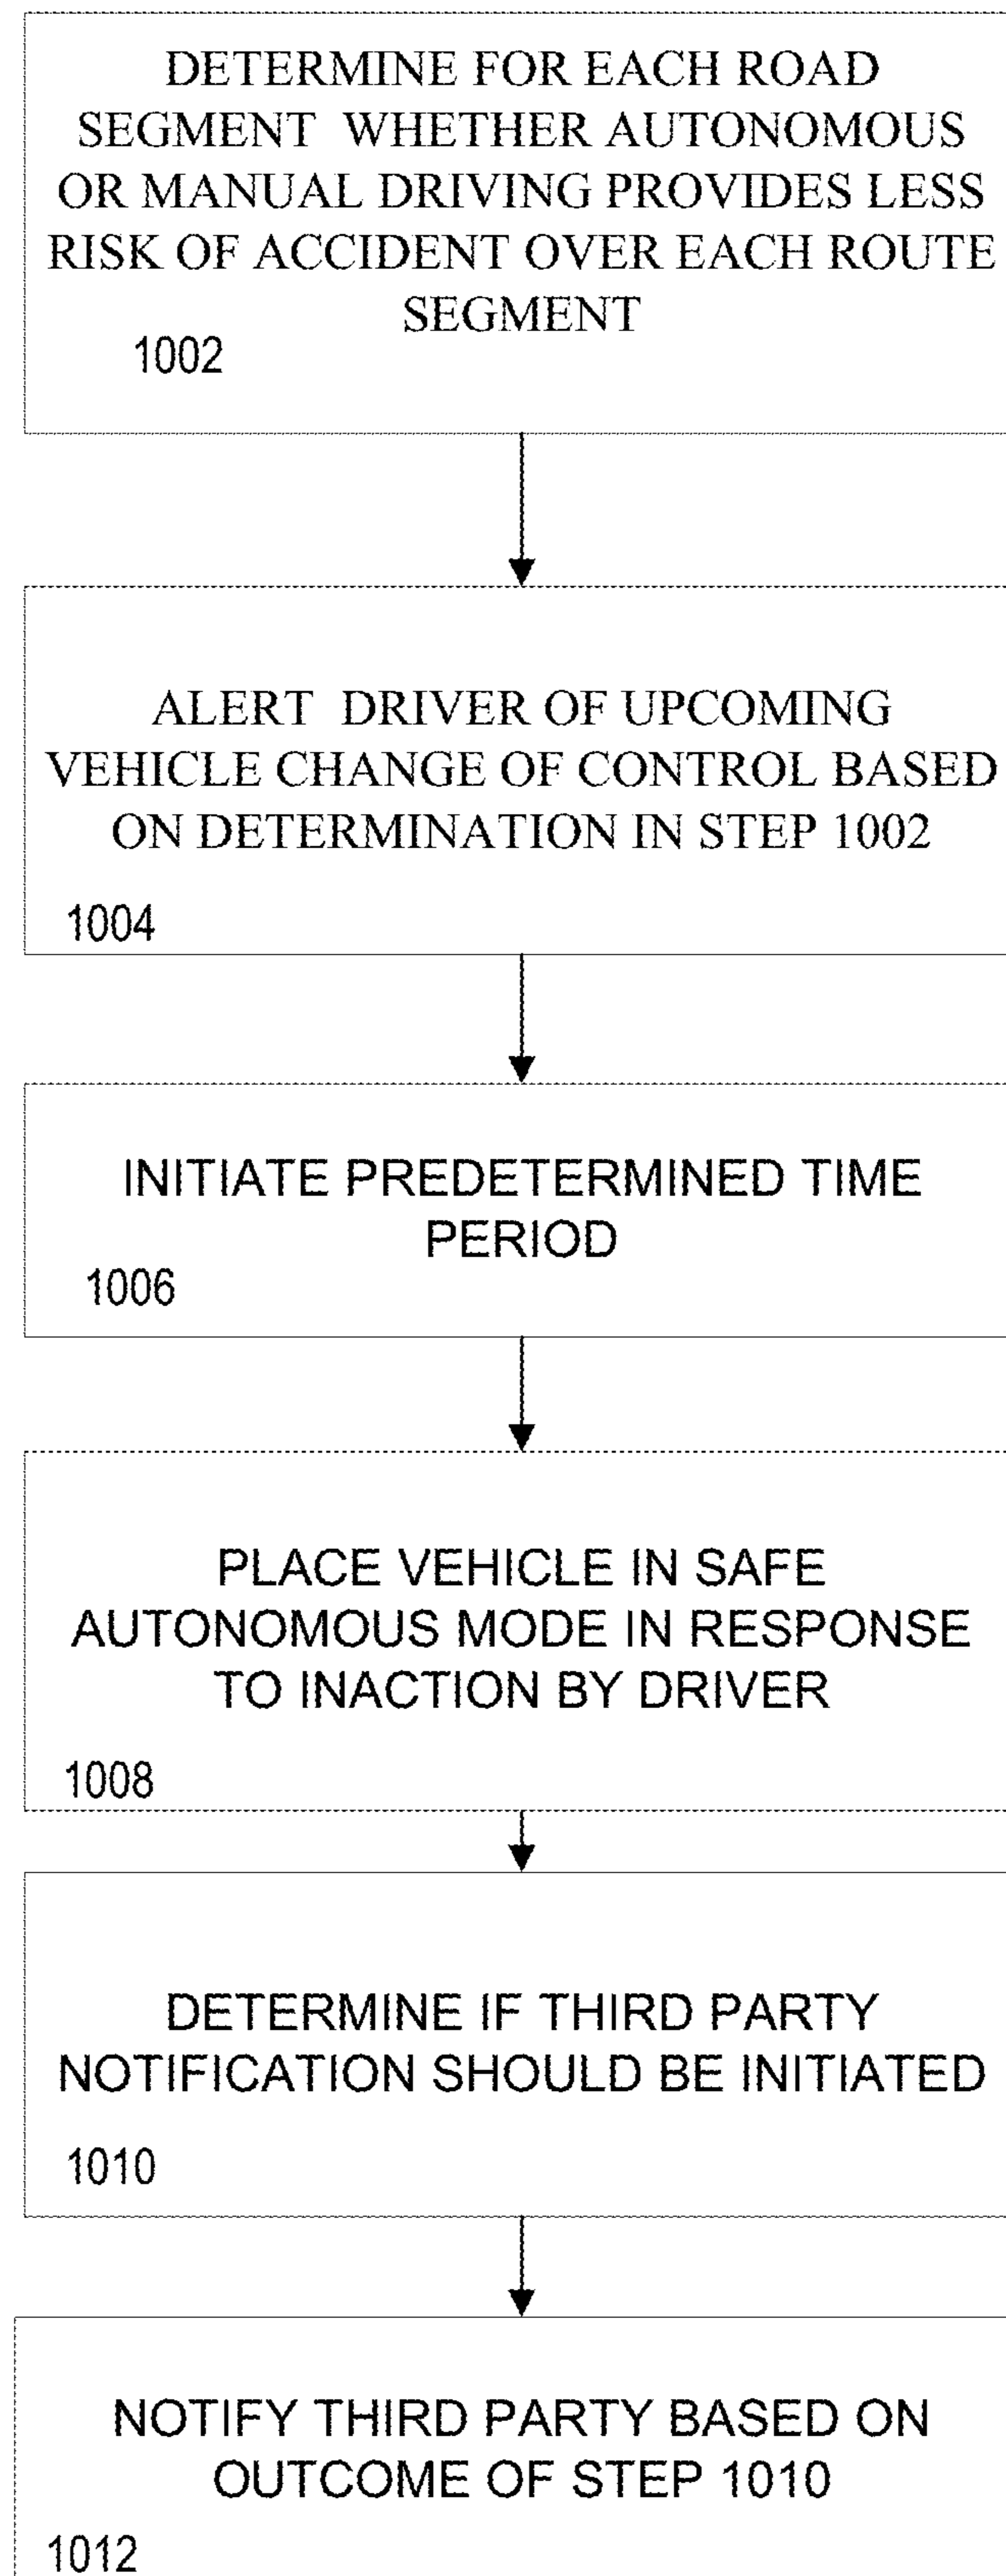 DETERMINE FOR EACH ROAD
SEGMENT WHETHER AUTONOMOUS
OR MANUAL DRIVING PROVIDES LESS
RISK OF ACCIDENT OVER EACH ROUTE
SEGMENT
1002
ALERT DRIVER OF UPCOMING
VEHICLE CHANGE OF CONTROL BASED
ON DETERMINATION IN STEP 1002
1004
INITIATE PREDETERMINED TIME
PERIOD
1006
PLACE VEHICLE IN SAFE
AUTONOMOUS MODE IN RESPONSE
TO INACTION BY DRIVER
1008
DETERMINE IF THIRD PARTY
NOTIFICATION SHOULD BE INITIATED
1010
NOTIFY THIRD PARTY BASED ON
OUTCOME OF STEP 1010
1012